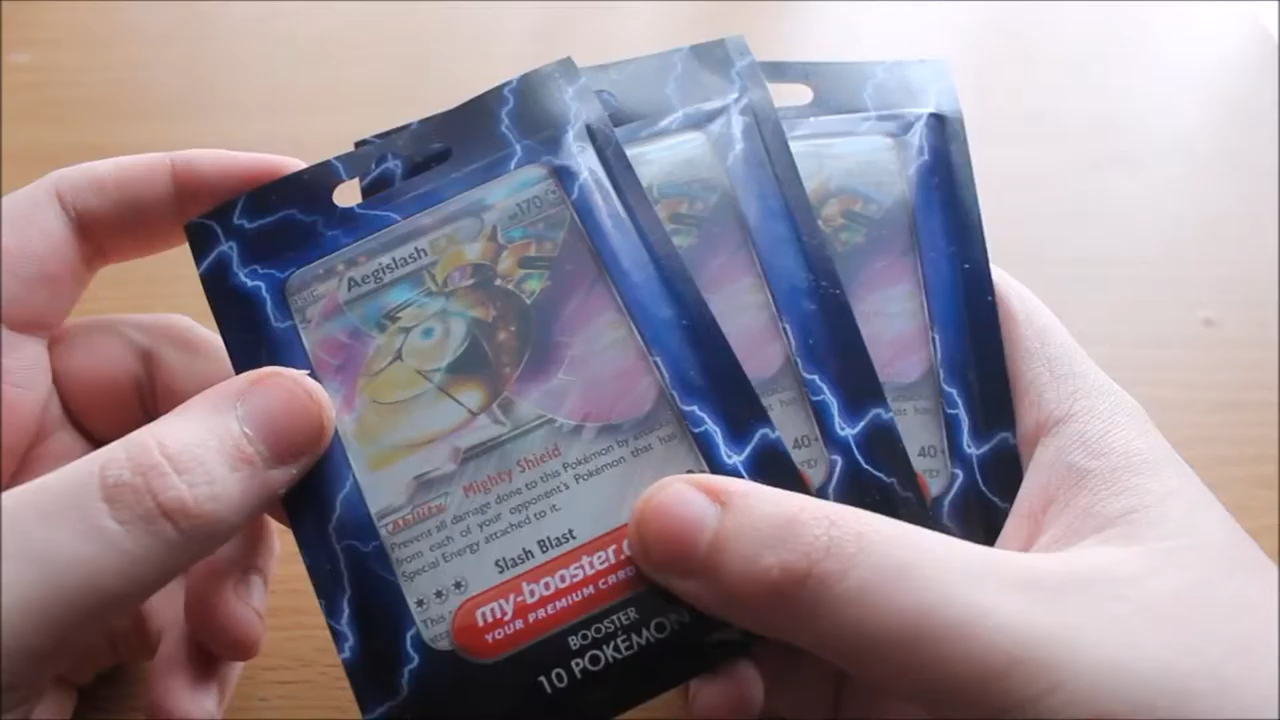 Aegislash
170
Ability Mighty Shield
Prevent all damage done to this Pokémon by attacks
from each of your opponent's Pokémon that has
Special Energy attached to it.
Slash Blast
This
my-booster.c
YOUR PREMIUM CARD
BOOSTER
10 POKÉMON
40
40